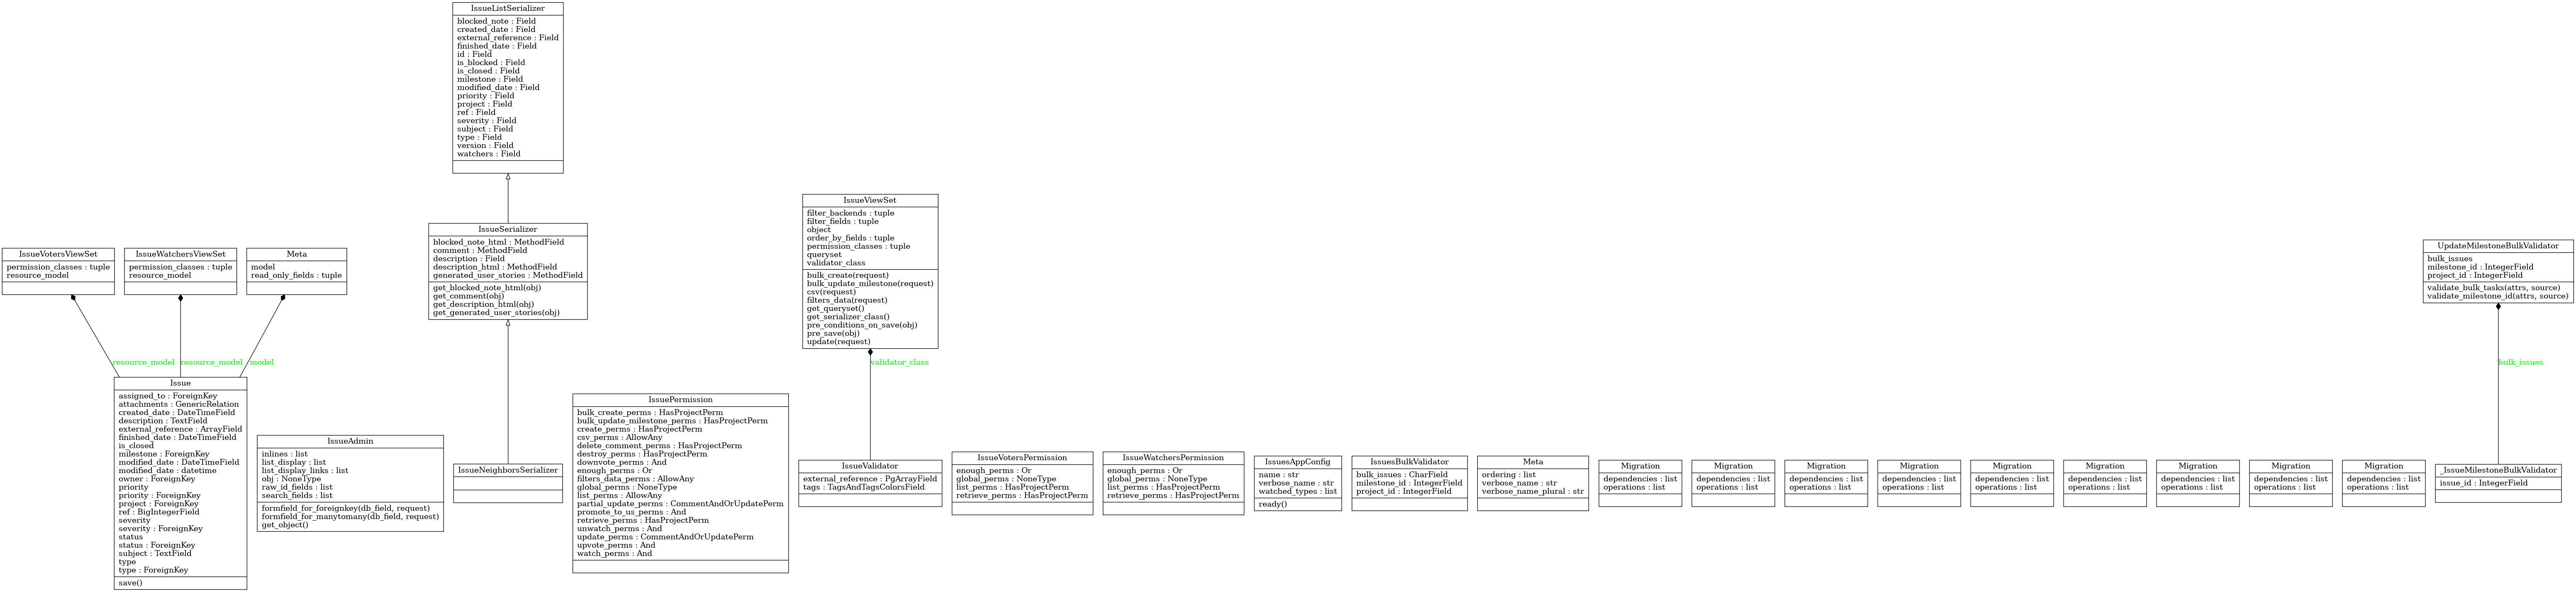 IssueListSerializer
blocked_note : Field
created_date : Field
external_reference : Field
finished_date : Field
id : Field
is_blocked : Field
is_closed : Field
milestone : Field
modified_date : Field
priority : Field
project : Field
ref : Field
severity : Field
subject : Field
type : Field
version : Field
watchers : Field
IssueVotersViewSet
permission_classes : tuple
resource_model
IssueWatchersViewSet
permission_classes : tuple
resource_model
Meta
model
read_only_fields : tuple
IssueSerializer
blocked_note_html : MethodField
comment : MethodField
description : Field
description_html : MethodField
generated_user_stories : MethodField
get_blocked_note_html(obj)
get_comment(obj)
get_description_html(obj)
get_generated_user_stories(obj)
IssueViewSet
filter_backends : tuple
filter_fields : tuple
object
order_by_fields : tuple
permission_classes : tuple
queryset
validator_class
bulk_create(request)
bulk_update_milestone(request)
csv(request)
filters_data(request)
get_queryset()
get_serializer_class()
pre_conditions_on_save(obj)
pre_save(obj)
update(request)
UpdateMilestoneBulkValidator
bulk_issues
milestone_id : IntegerField
project_id : IntegerField
validate_bulk_tasks(attrs, source)
validate_milestone_id(attrs, source)
resource_model
resource_model
model
validator_class
bulk_issues
Issue
assigned_to : ForeignKey
attachments : GenericRelation
created_date : DateTimeField
description : TextField
external_reference : ArrayField
finished_date : DateTimeField
is_closed
milestone : ForeignKey
modified_date : DateTimeField
modified_date : datetime
owner : ForeignKey
priority
priority : ForeignKey
project : ForeignKey
ref : BigIntegerField
severity
severity : ForeignKey
status
status : ForeignKey
subject : TextField
type
type : ForeignKey
save()
IssueAdmin
inlines : list
list_display : list
list_display_links : list
obj : NoneType
raw_id_fields : list
search_fields : list
formfield_for_foreignkey(db_field, request)
formfield_for_manytomany(db_field, request)
get_object()
IssueNeighborsSerializer
IssuePermission
bulk_create_perms : HasProjectPerm
bulk_update_milestone_perms : HasProjectPerm
create_perms : HasProjectPerm
csv_perms : AllowAny
delete_comment_perms : HasProjectPerm
destroy_perms : HasProjectPerm
downvote_perms : And
enough_perms : Or
filters_data_perms : AllowAny
global_perms : NoneType
list_perms : AllowAny
partial_update_perms : CommentAndOrUpdatePerm
promote_to_us_perms : And
retrieve_perms : HasProjectPerm
unwatch_perms : And
update_perms : CommentAndOrUpdatePerm
upvote_perms : And
watch_perms : And
IssueValidator
external_reference : PgArrayField
tags : TagsAndTagsColorsField
IssueVotersPermission
enough_perms : Or
global_perms : NoneType
list_perms : HasProjectPerm
retrieve_perms : HasProjectPerm
IssueWatchersPermission
enough_perms : Or
global_perms : NoneType
list_perms : HasProjectPerm
retrieve_perms : HasProjectPerm
IssuesAppConfig
name : str
verbose_name : str
watched_types : list
ready()
IssuesBulkValidator
bulk_issues : CharField
milestone_id : IntegerField
project_id : IntegerField
Meta
ordering : list
verbose_name : str
verbose_name_plural : str
Migration
dependencies : list
operations : list
Migration
dependencies : list
operations : list
Migration
dependencies : list
operations : list
Migration
dependencies : list
operations : list
Migration
dependencies : list
operations : list
Migration
dependencies : list
operations : list
Migration
dependencies : list
operations : list
Migration
dependencies : list
operations : list
Migration
dependencies : list
operations : list
_IssueMilestoneBulkValidator
issue_id : IntegerField